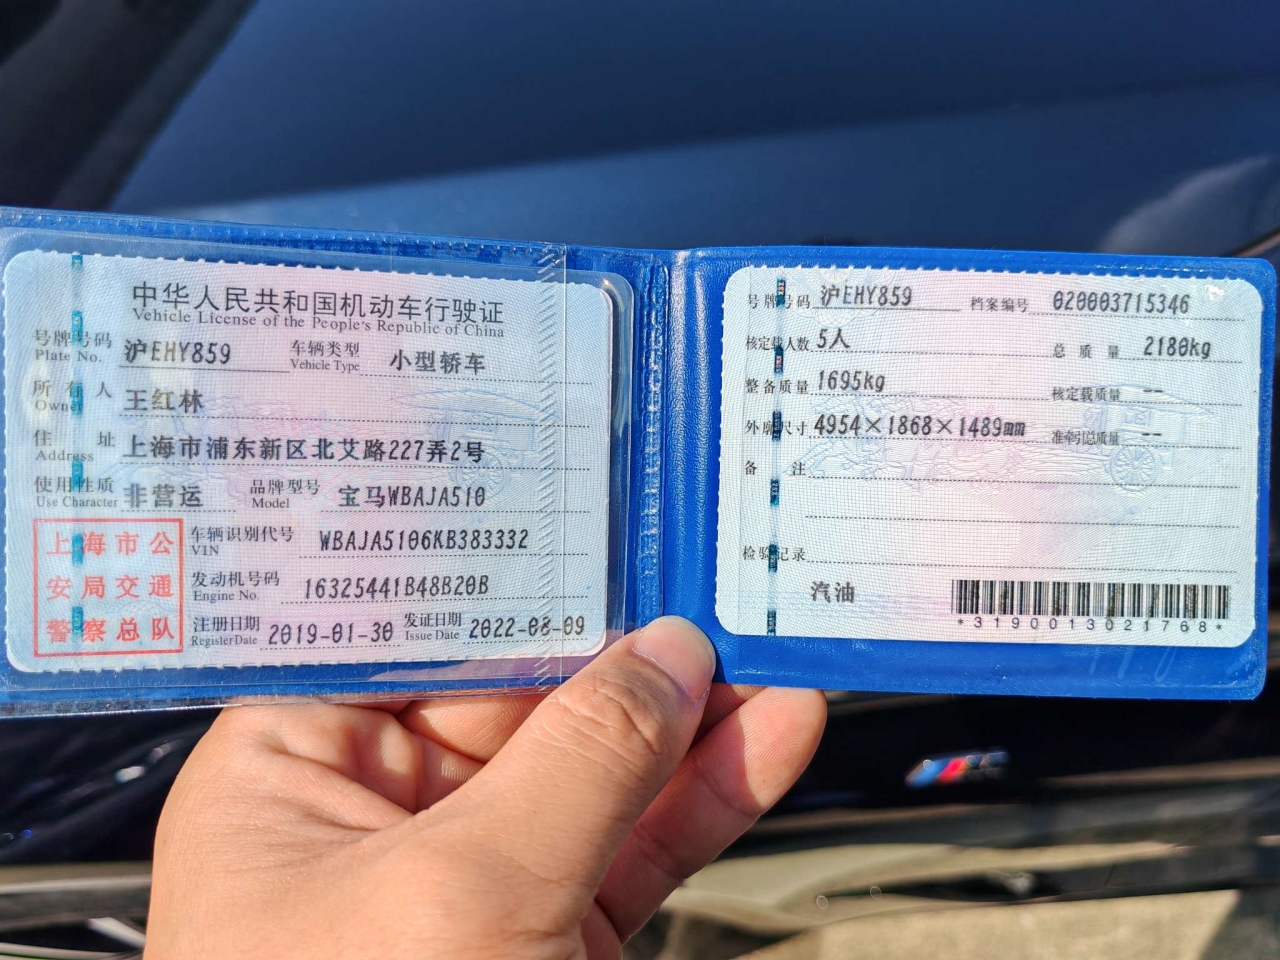 中华人民共和国机动车行驶证
Vehicle License of the People's Republic of China
号牌号码 沪EHY859 车辆类型 小型轿车
Plate No. Vehicle Type
所有人 王红林
Owner
住址 上海市浦东新区北艾路227弄2号
Address
使用性质 非营运 品牌型号 宝马WBAJA510
Use Character Model
上海市公
安局交通
警察总队
车辆识别代号 WBAJA5106KB383332
VIN
发动机号码 16325441B48B20B
Engine No.
注册日期 2019-01-30 发证日期 2022-08-09
Register Date Issue Date
号牌号码 沪EHY859 档案编号 020003715346
核定载人数 5人 总质量 2180kg
整备质量 1695kg 核定载质量 --
外廓尺寸 4954×1868×1489mm 准牵引总质量 --
备注
检验记录
汽油
*3190013021768*